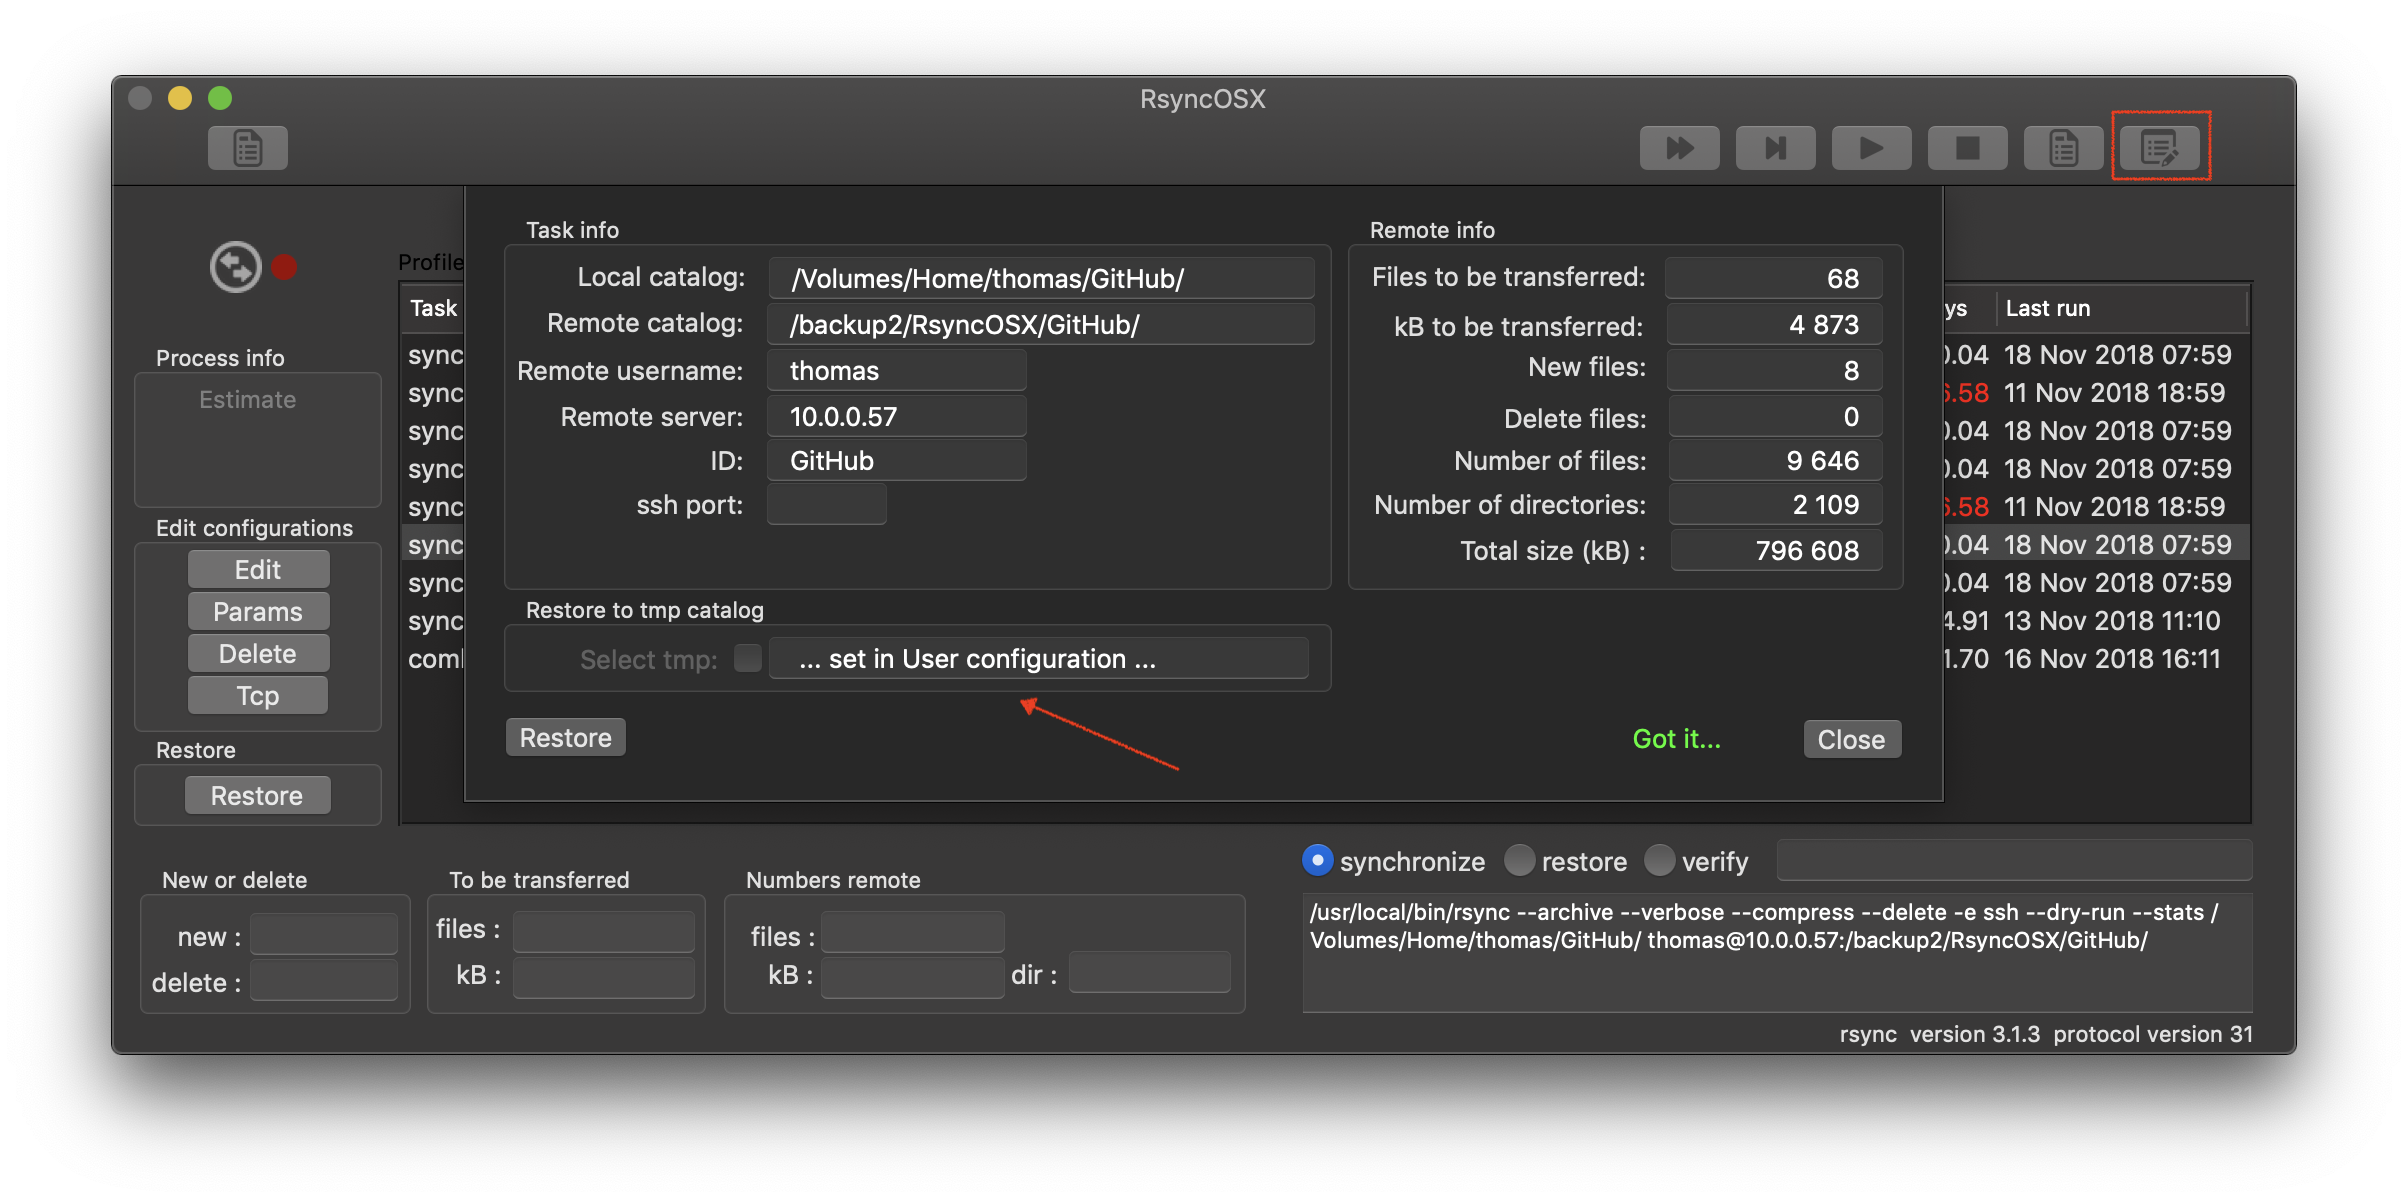 RsyncOSX
Task info
Local catalog: /Volumes/Home/thomas/GitHub/
Remote catalog: /backup2/RsyncOSX/GitHub/
Remote username: thomas
Remote server: 10.0.0.57
ID: GitHub
ssh port:
Remote info
Files to be transferred: 68
kB to be transferred: 4 873
New files: 8
Delete files: 0
Number of files: 9 646
Number of directories: 2 109
Total size (kB) : 796 608
Restore to tmp catalog
Select tmp: ... set in User configuration ...
Restore
Got it...
Close
Profile
Task
sync
sync
sync
sync
sync
sync
sync
sync
Last run
.04 18 Nov 2018 07:59
.58 11 Nov 2018 18:59
.04 18 Nov 2018 07:59
.04 18 Nov 2018 07:59
.58 11 Nov 2018 18:59
.04 18 Nov 2018 07:59
.04 18 Nov 2018 07:59
4.91 13 Nov 2018 11:10
1.70 16 Nov 2018 16:11
Process info
Estimate
Edit configurations
Edit
Params
Delete
Tcp
Restore
Restore
New or delete
new :
delete :
To be transferred
files :
kB :
Numbers remote
files :
kB :
dir :
synchronize restore verify
/usr/local/bin/rsync --archive --verbose --compress --delete -e ssh --dry-run --stats /
Volumes/Home/thomas/GitHub/ thomas@10.0.0.57:/backup2/RsyncOSX/GitHub/
rsync version 3.1.3 protocol version 31